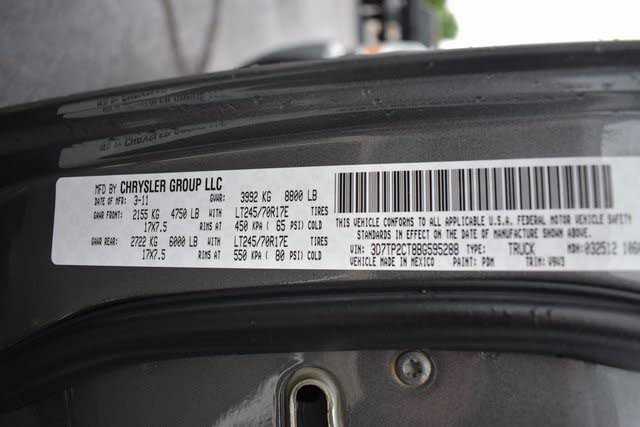 MFD BY CHRYSLER GROUP LLC
DATE OF MFR: 3-11 GVWR: 3992 KG 8800 LB
GAWR FRONT: 2155 KG 4750 LB WITH LT245/70R17E TIRES
17X7.5 RIMS AT 450 KPA ( 65 PSI) COLD
GAWR REAR: 2722 KG 6000 LB WITH LT245/70R17E TIRES
17X7.5 RIMS AT 550 KPA ( 80 PSI) COLD
THIS VEHICLE CONFORMS TO ALL APPLICABLE U.S.A. FEDERAL MOTOR VEHICLE SAFETY
STANDARDS IN EFFECT ON THE DATE OF MANUFACTURE SHOWN ABOVE
VIN: 3D7TP2CT8BG595288 TYPE: TRUCK MDH: 032512
VEHICLE MADE IN MEXICO PAINT: PDM TRIM: V9V3